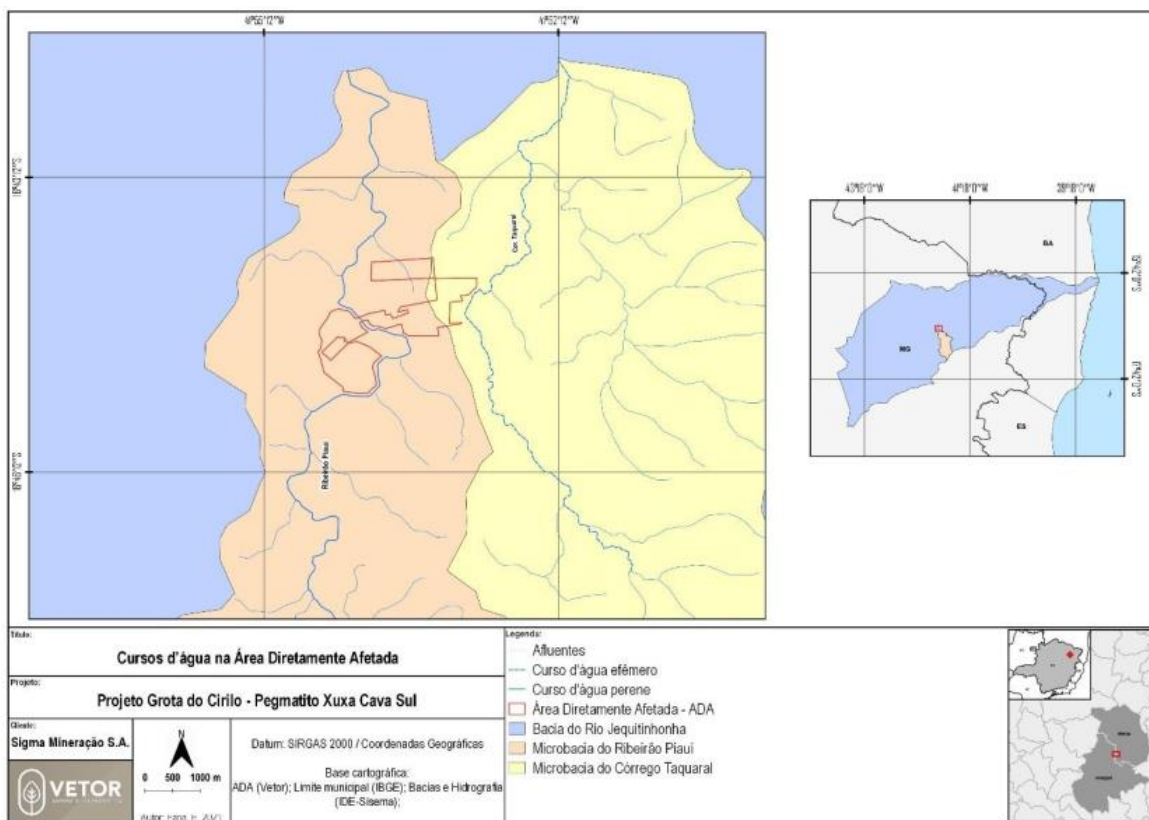 Cor. Taquaral
Ribeirão Piauí
BA
MG
ES
Título:
Cursos d'água na Área Diretamente Afetada
Projeto:
Projeto Grota do Cirilo - Pegmatito Xuxa Cava Sul
Cliente:
Sigma Mineração S.A.
VETOR
N
0 500 1000 m
Datum: SIRGAS 2000 / Coordenadas Geográficas
Base cartográfica:
ADA (Vetor); Limite municipal (IBGE); Bacias e Hidrografia
(IDE-Sisema);
Legenda:
Afluentes
Curso d'água efêmero
Curso d'água perene
Área Diretamente Afetada - ADA
Bacia do Rio Jequitinhonha
Microbacia do Ribeirão Piauí
Microbacia do Córrego Taquaral